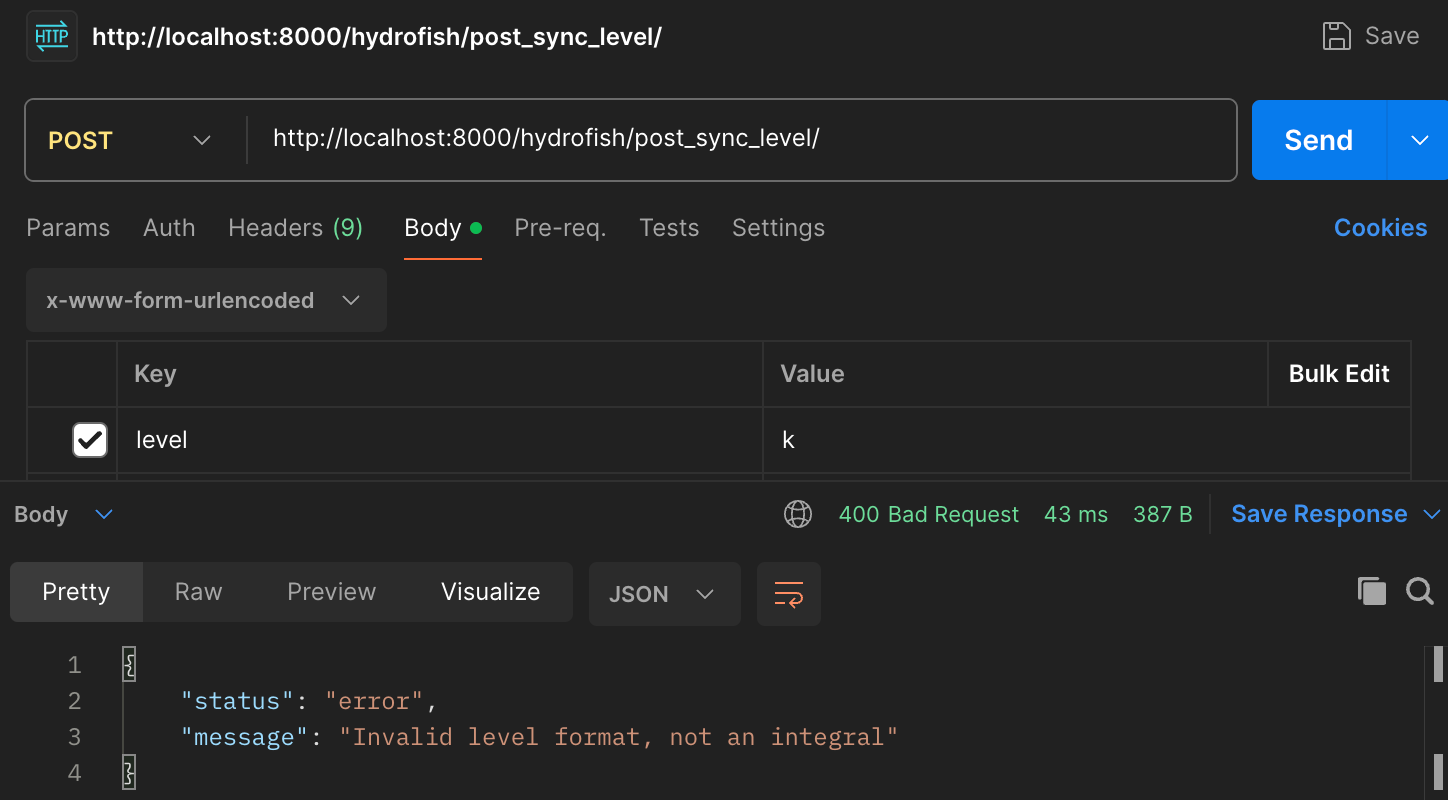 HTTP http://localhost:8000/hydrofish/post_sync_level/ Save
POST http://localhost:8000/hydrofish/post_sync_level/ Send
Params Auth Headers (9) Body Pre-req. Tests Settings Cookies
x-www-form-urlencoded
Key Value Bulk Edit
level k
Body 400 Bad Request 43 ms 387 B Save Response
Pretty Raw Preview Visualize JSON
1 {
2 "status": "error",
3 "message": "Invalid level format, not an integral"
4 }